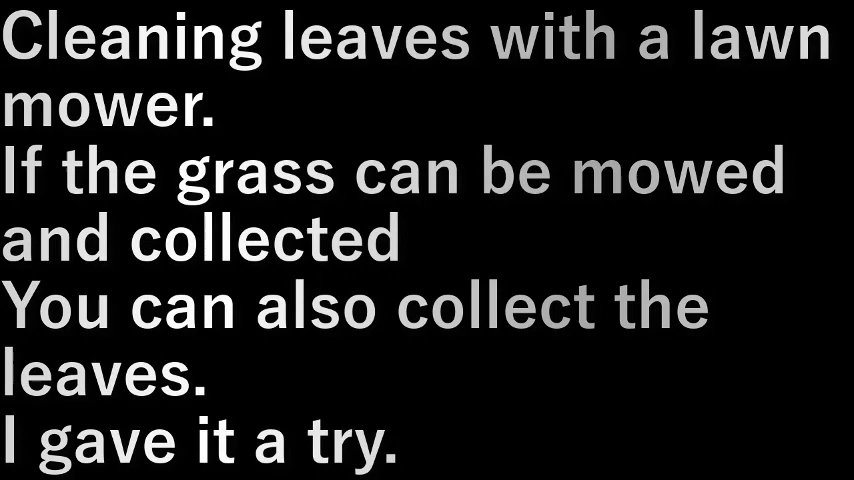 Cleaning leaves with a lawn
mower.
If the grass can be mowed
and collected
You can also collect the
leaves.
I gave it a try.